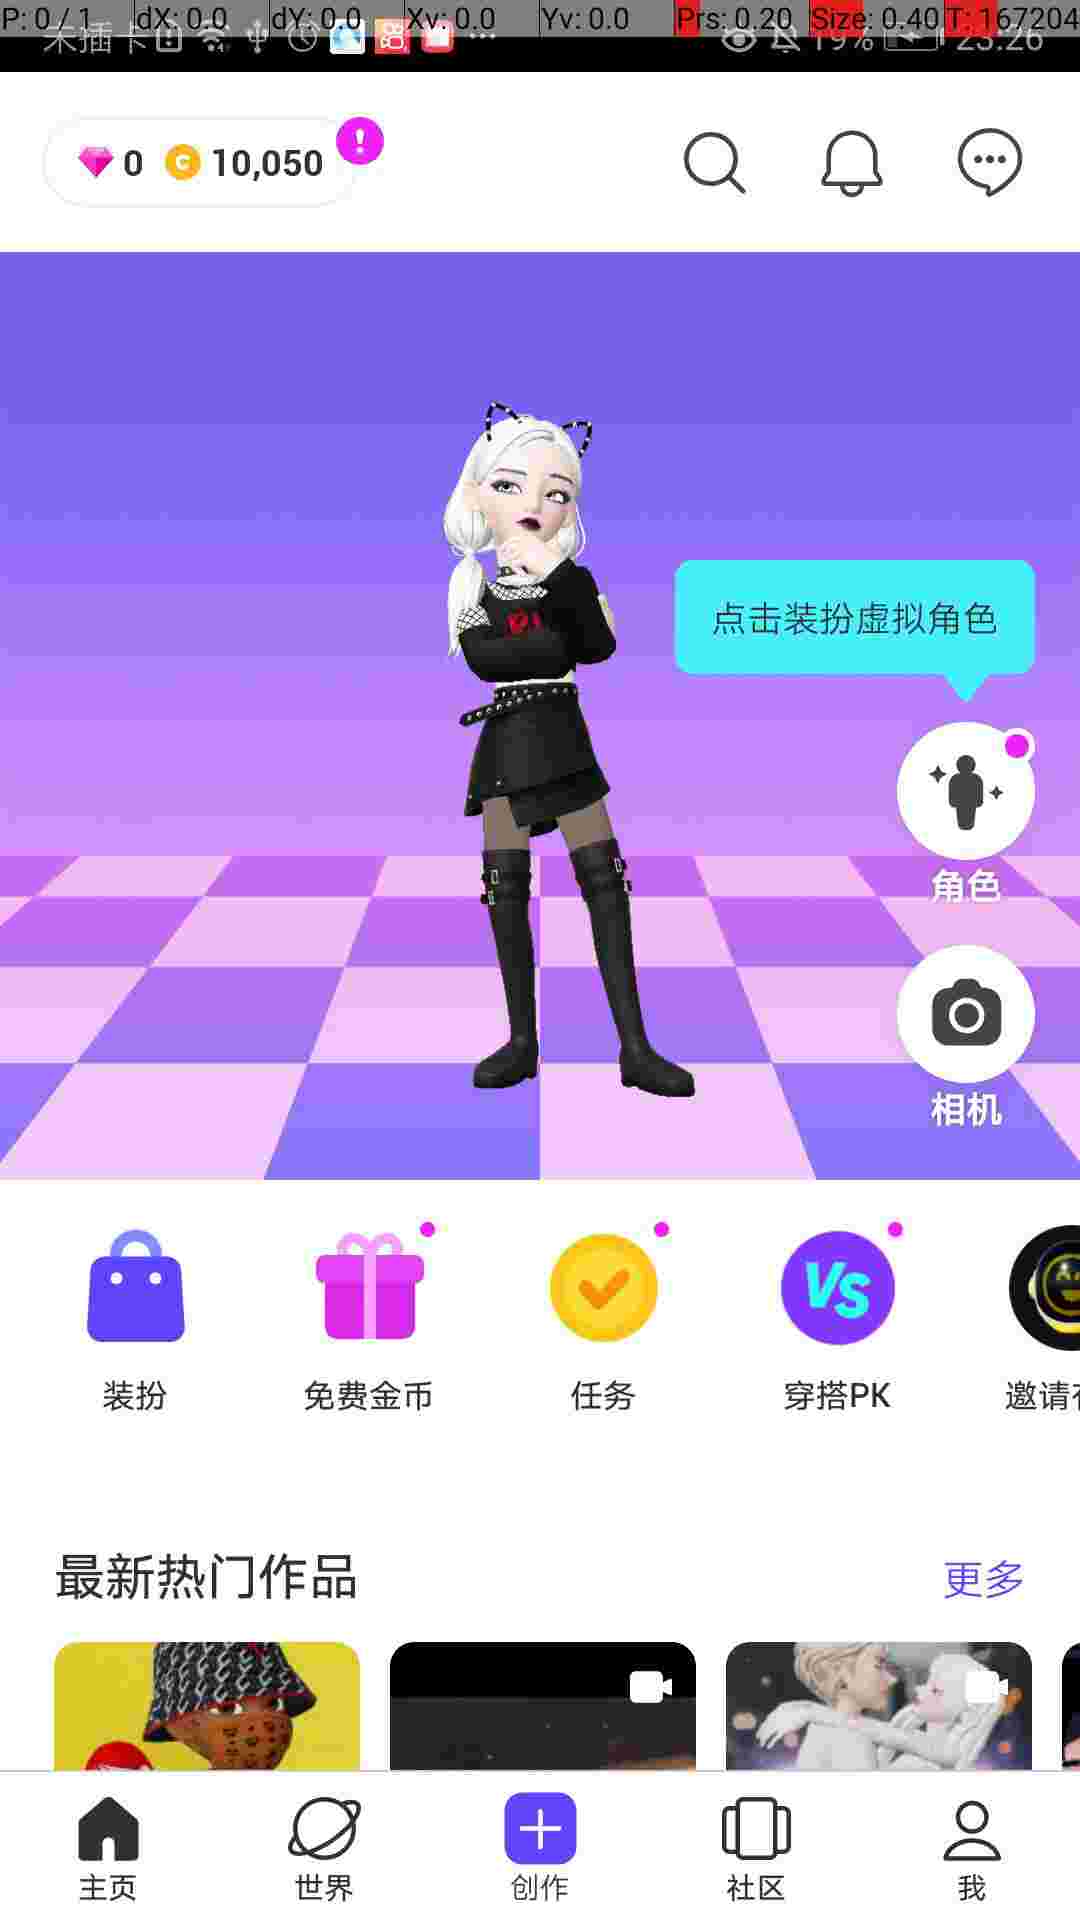 P: 0 / 1 dX: 0.0 dY: 0.0 Xv: 0.0 Yv: 0.0 Prs: 0.20 Size: 0.40 T: 167204
未插卡 19% 23:26
0 10,050
点击装扮虚拟角色
角色
相机
装扮 免费金币 任务 穿搭PK 邀请
最新热门作品 更多
主页 世界 创作 社区 我